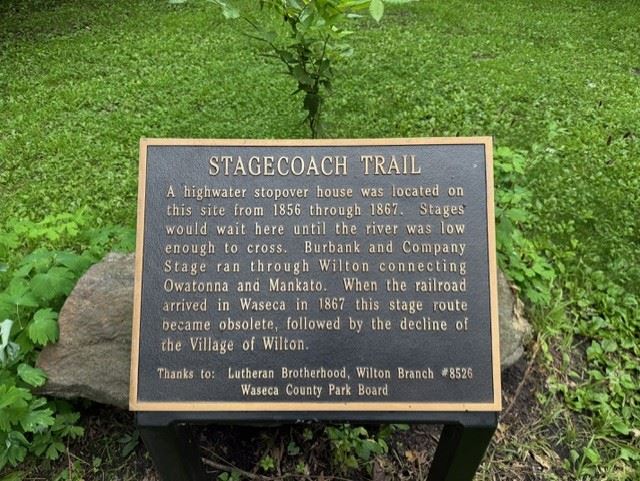 STAGECOACH TRAIL
A highwater stopover house was located on
this site from 1856 through 1867. Stages
would wait here until the river was low
enough to cross. Burbank and Company
Stage ran through Wilton connecting
Owatonna and Mankato. When the railroad
arrived in Waseca in 1867 this stage route
became obsolete, followed by the decline of
the Village of Wilton.
Thanks to: Lutheran Brotherhood, Wilton Branch #8526
Waseca County Park Board